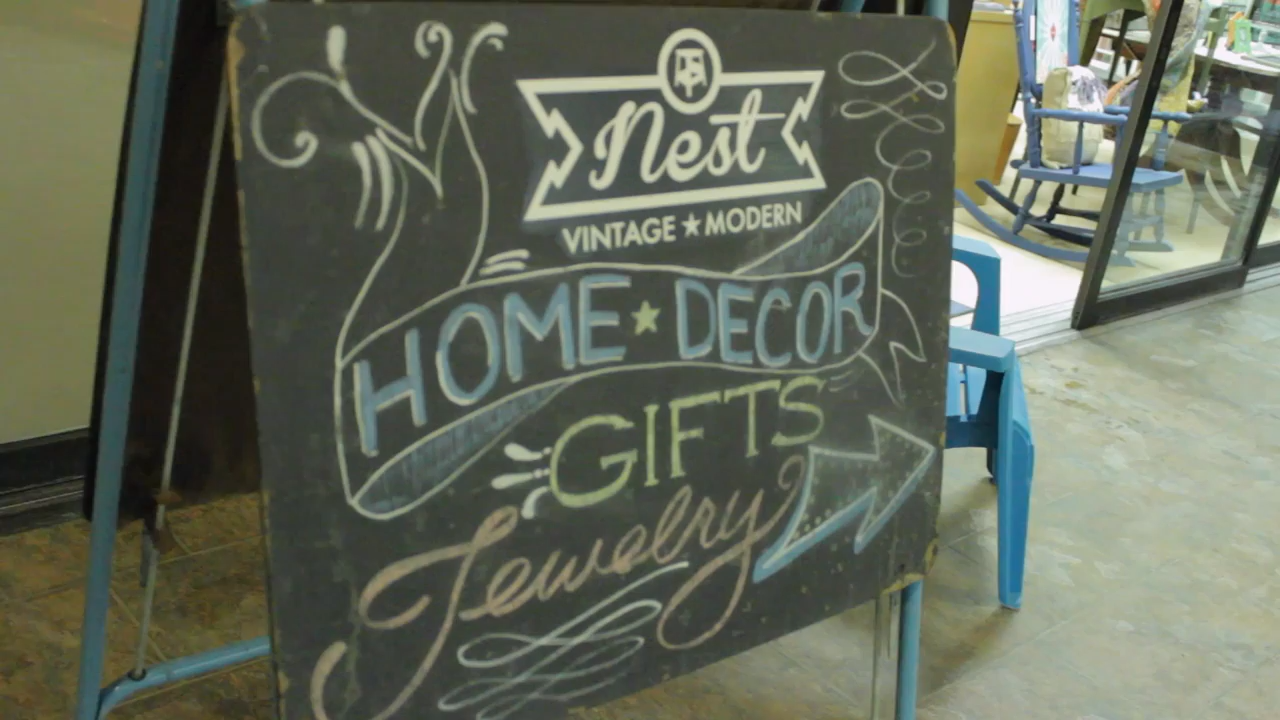 Nest
VINTAGE ★ MODERN
HOME ★ DECOR
GIFTS
Jewelry